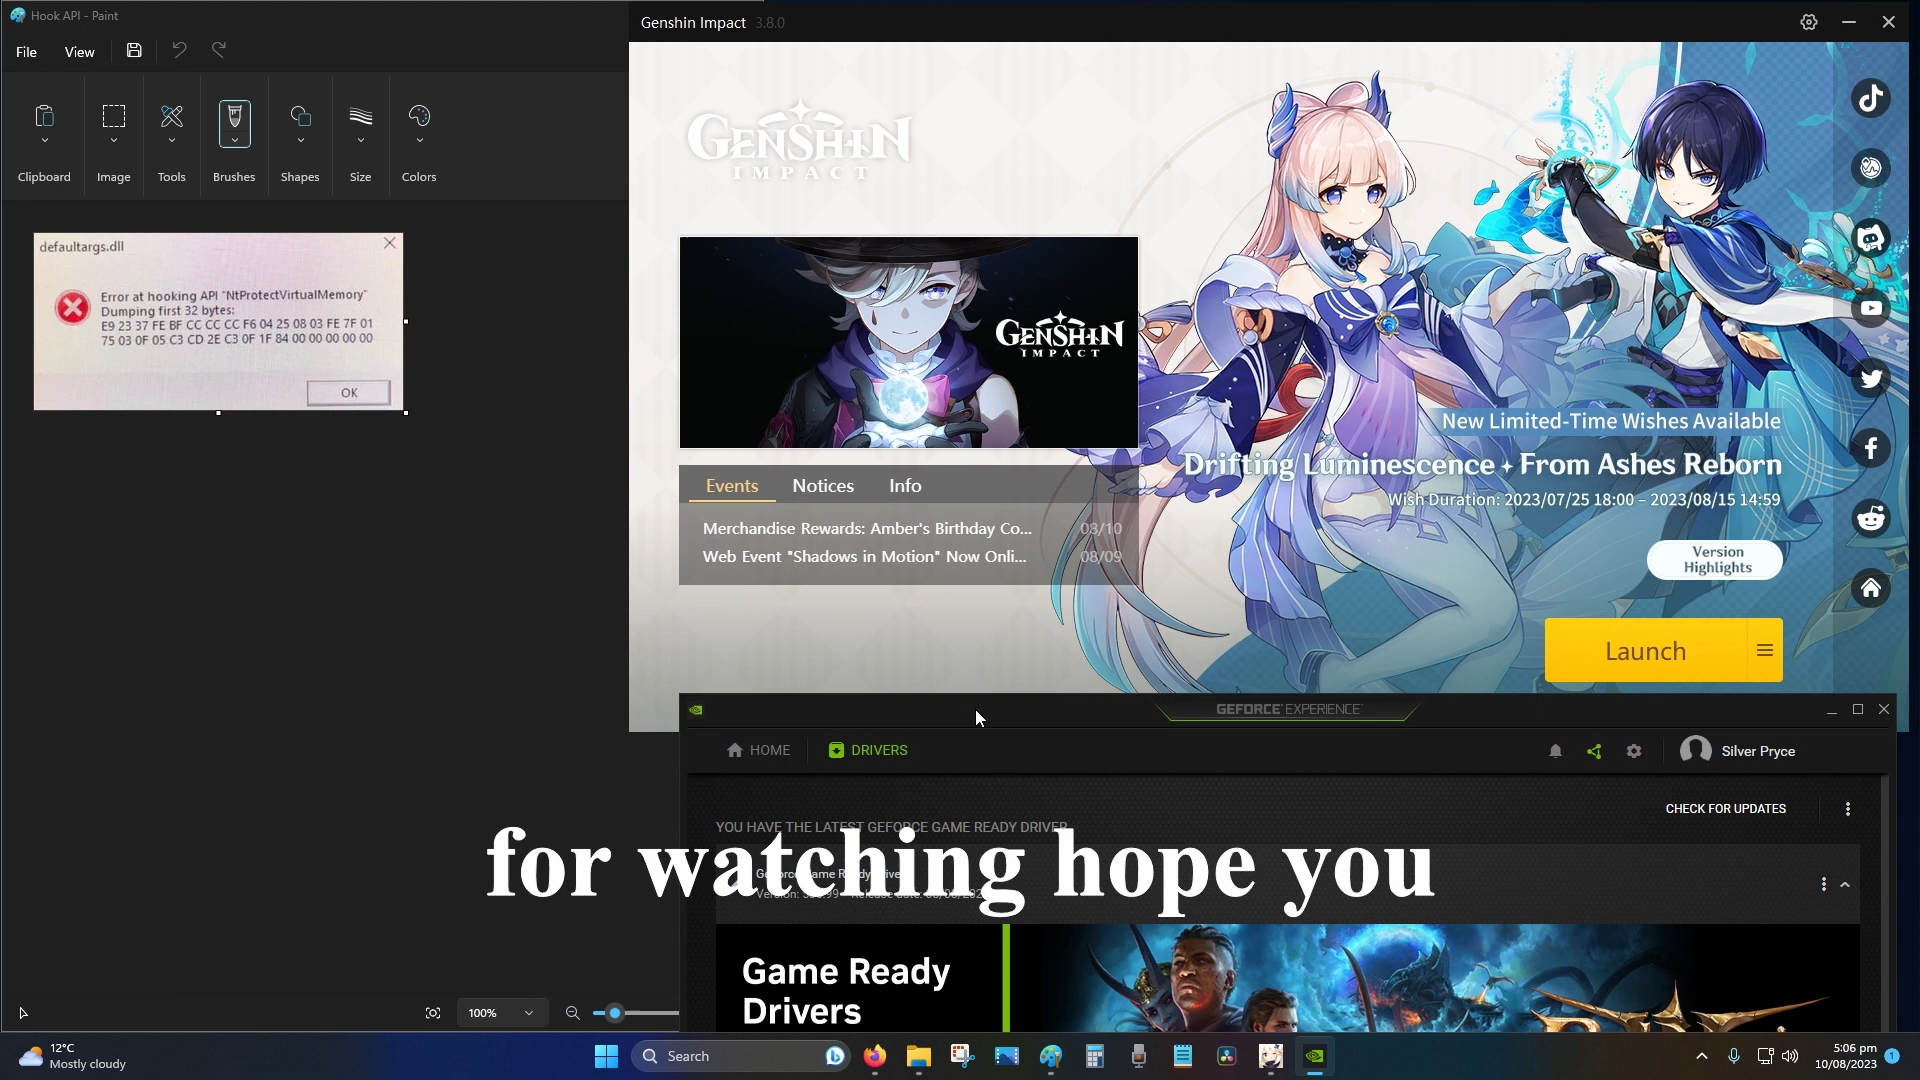 Hook API - Paint
File
View
Clipboard
Image
Tools
Brushes
Shapes
Size
Colors
defaultargs.dll
Error at hooking API "NtProtectVirtualMemory"
Dumping first 32 bytes:
E9 23 37 FE BF CC CC CC F6 04 25 08 03 FE 7F 01
75 03 0F 05 C3 CD 2E C3 0F 1F 84 00 00 00 00 00
OK
100%
Genshin Impact 3.8.0
GENSHIN
IMPACT
GENSHIN
IMPACT
New Limited-Time Wishes Available
Drifting Luminescence ✦ From Ashes Reborn
Wish Duration: 2023/07/25 18:00 – 2023/08/15 14:59
Version
Highlights
Events
Notices
Info
Merchandise Rewards: Amber's Birthday Co... 08/10
Web Event "Shadows in Motion" Now Onli... 08/09
Launch
GEFORCE EXPERIENCE
HOME
DRIVERS
Silver Pryce
CHECK FOR UPDATES
YOU HAVE THE LATEST GEFORCE GAME READY DRIVER
for watching hope you
Game Ready
Drivers
12°C
Mostly cloudy
Search
5:06 pm
10/08/2023
1